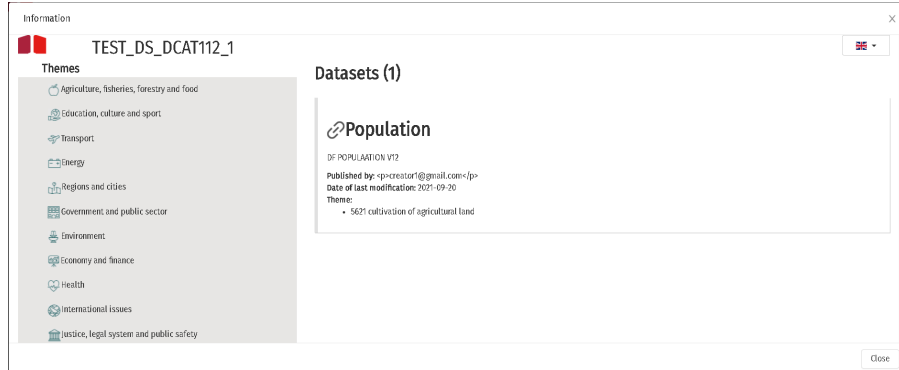 Information
TEST_DS_DCAT112_1
Themes
Agriculture, fisheries, forestry and food
Education, culture and sport
Transport
Energy
Regions and cities
Government and public sector
Environment
Economy and finance
Health
International issues
Justice, legal system and public safety
Datasets (1)
Population
DF POPULAATION V12
Published by: <p>creator1@gmail.com</p>
Date of last modification: 2021-09-20
Theme:
• 5621 cultivation of agricultural land
Close